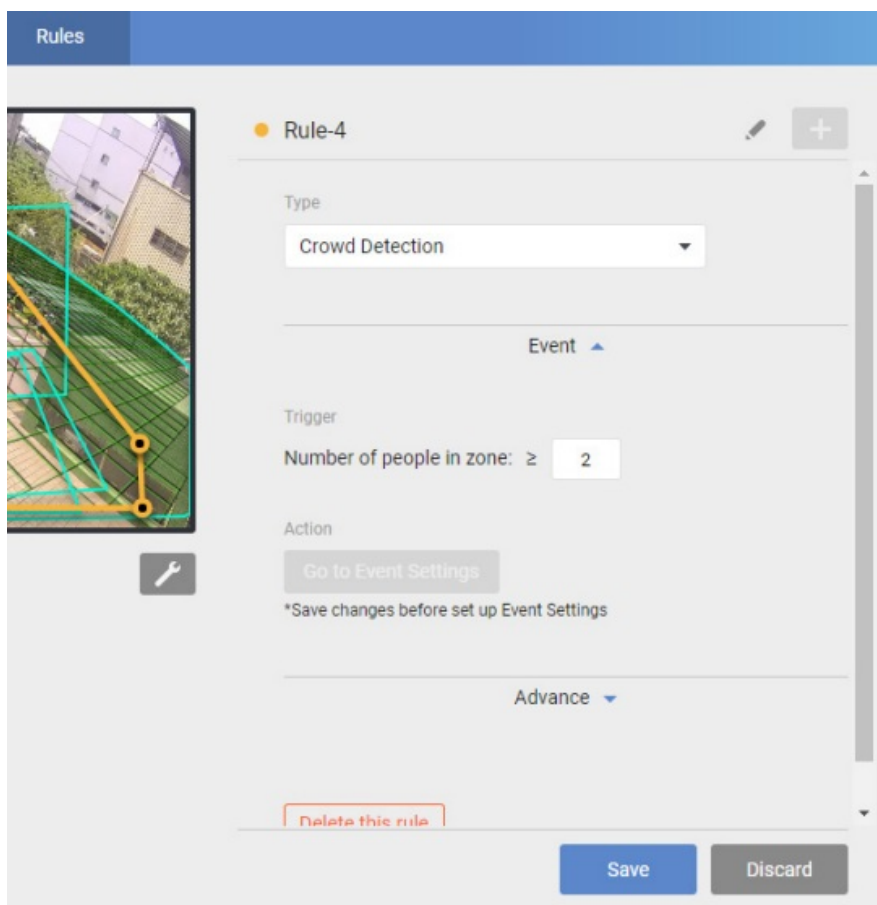 Rules
Rule-4
Type
Crowd Detection
Event
Trigger
Number of people in zone: ≥ 2
Action
Go to Event Settings
*Save changes before set up Event Settings
Advance
Delete this rule
Save
Discard